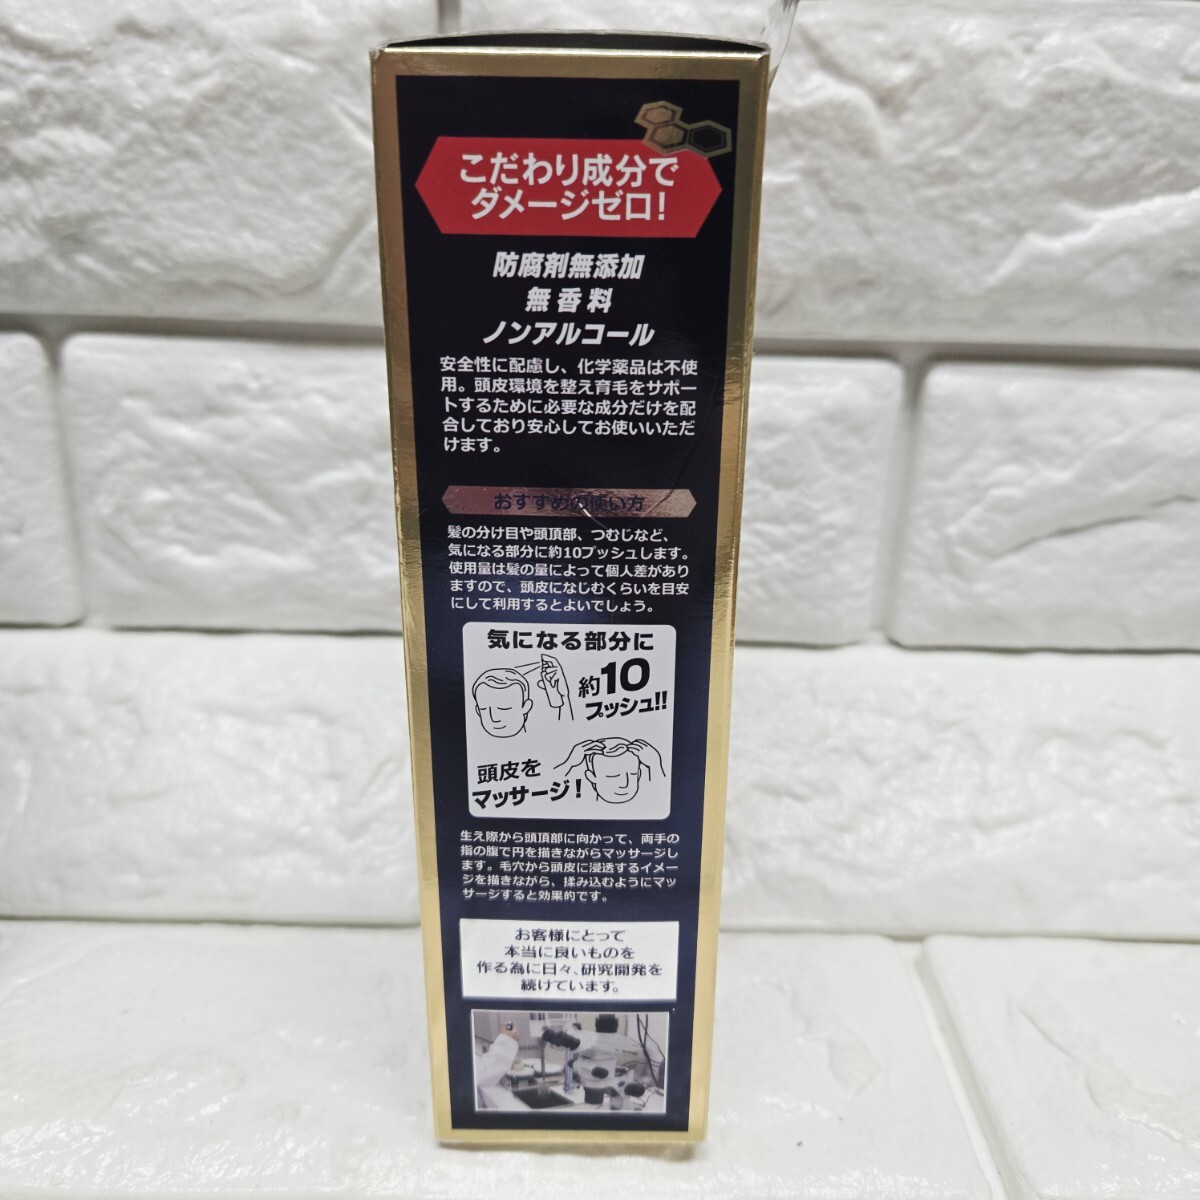 こだわり成分で
ダメージゼロ!
防腐剤無添加
無香料
ノンアルコール
安全性に配慮し、化学薬品は不使
用。頭皮環境を整え育毛をサポー
トするために必要な成分だけを配
合しており安心してお使いいただ
けます。
おすすめの使い方
髪の分け目や頭頂部、つむじなど、
気になる部分に約10プッシュします。
使用量は髪の量によって個人差があり
ますので、頭皮になじむくらいを目安
にして利用するとよいでしょう。
気になる部分に
約10
プッシュ!!
頭皮を
マッサージ!
生え際から頭頂部に向かって、両手の
指の腹で円を描きながらマッサージし
ます。毛穴から頭皮に浸透するイメー
ジを描きながら、揉み込むようにマッ
サージすると効果的です。
お客様にとって
本当に良いものを
作る為に日々、研究開発を
続けています。